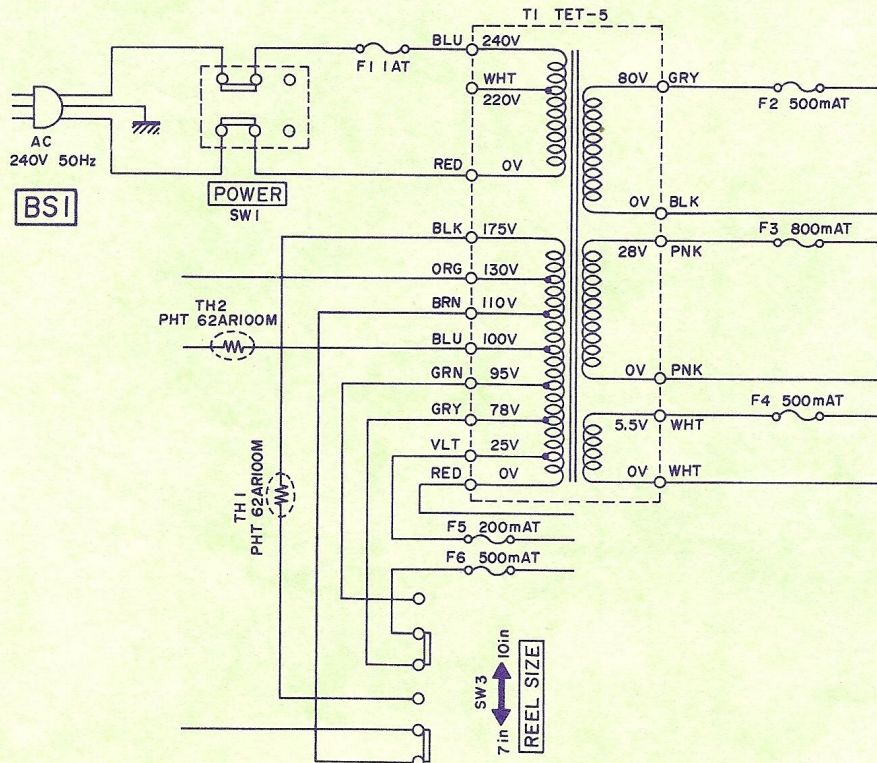 T1 TET-5
BLU 240V
F1 1AT
WHT
220V
80V GRY
F2 500mAT
AC
240V 50Hz
RED 0V
POWER
SW1
BS1
0V BLK
F3 800mAT
BLK 175V
28V PNK
ORG 130V
TH2
PHT 62AR100M
BRN 110V
BLU 100V
GRN 95V
0V PNK
F4 500mAT
GRY 78V
5.5V WHT
VLT 25V
RED 0V
0V WHT
TH1
PHT 62AR100M
F5 200mAT
F6 500mAT
SW3
7in 10in
REEL SIZE